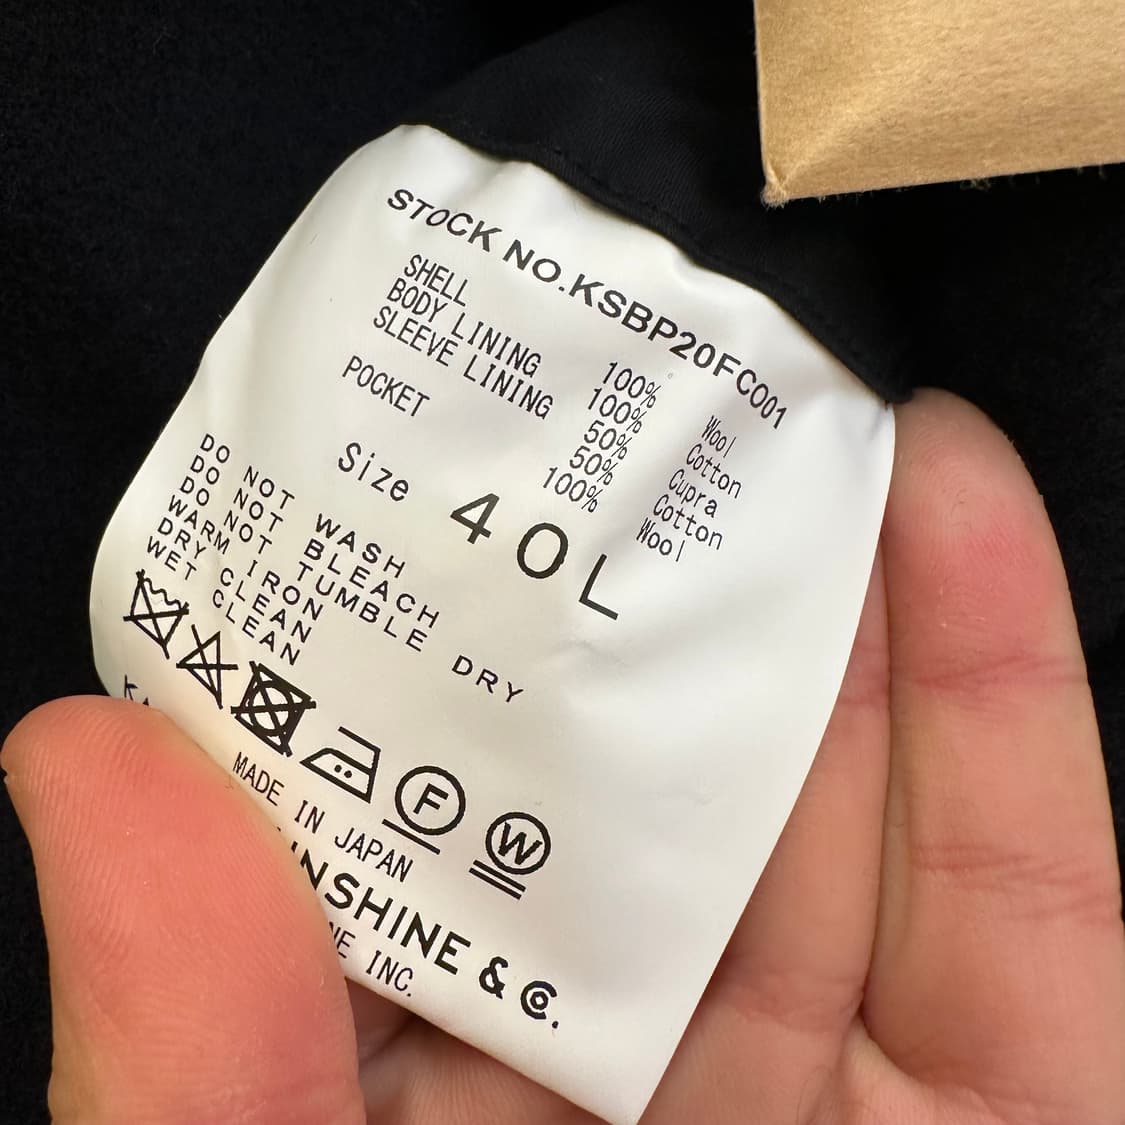 STOCK NO.KSBP20FC001
SHELL 100% Wool
BODY LINING 100% Cotton
SLEEVE LINING 50% Cupra
50% Cotton
POCKET 100% Wool
Size 40L
DO NOT WASH
DO NOT BLEACH
DO NOT TUMBLE DRY
WARM IRON
DRY CLEAN
WET CLEAN
F
W
MADE IN JAPAN
& Co.
INC.